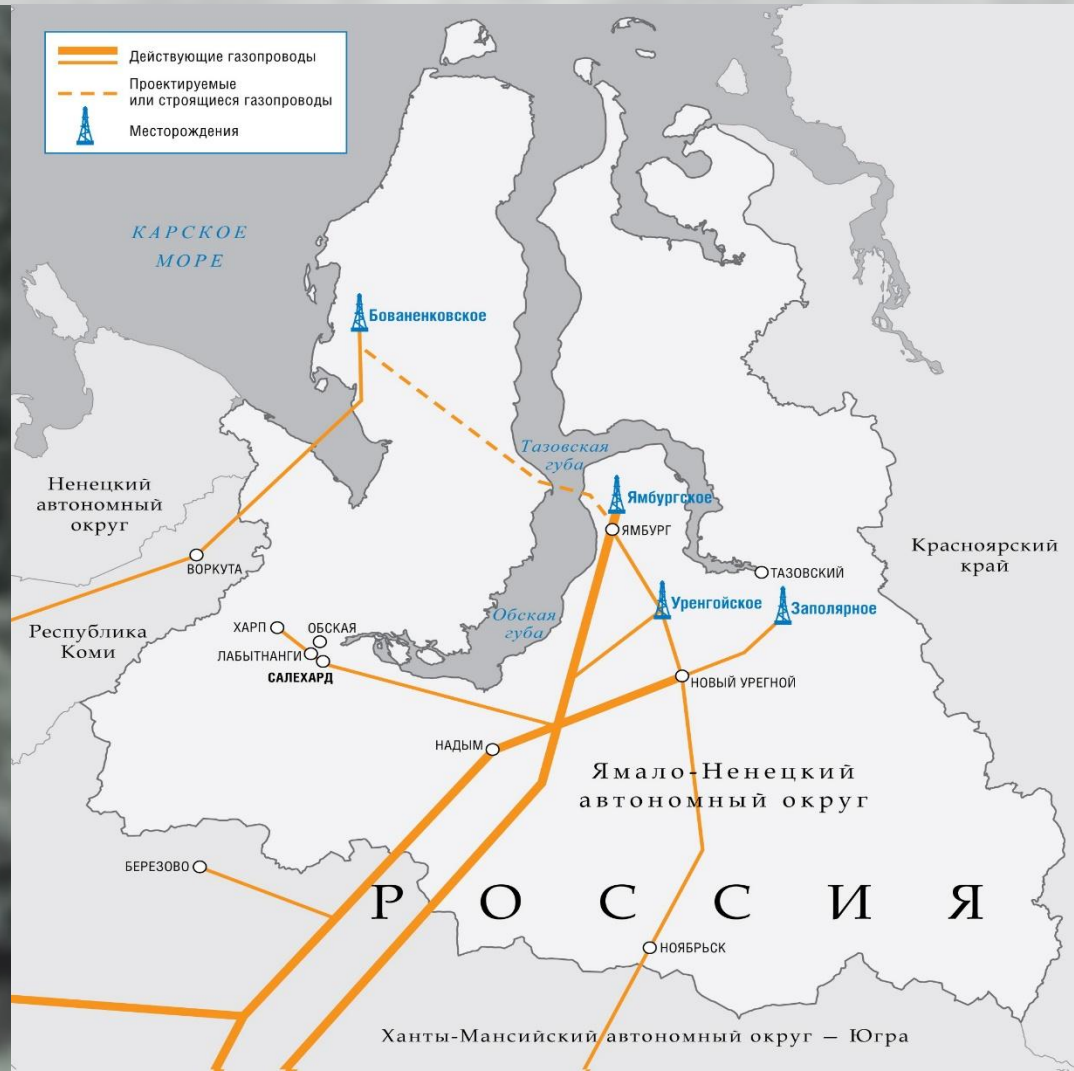 Действующие газопроводы
Проектируемые
или строящиеся газопроводы
Месторождения
КАРСКОЕ
МОРЕ
Бованенковское
Тазовская
губа
Ямбургское
Ненецкий
автономный
округ
ЯМБУРГ
Красноярский
край
ВОРКУТА
ТАЗОВСКИЙ
Уренгойское
Заполярное
Обская
губа
Республика
Коми
ХАРП
ОБСКАЯ
ЛАБЫТНАНГИ
САЛЕХАРД
НОВЫЙ УРЕГНОЙ
НАДЫМ
Ямало-Ненецкий
автономный округ
БЕРЕЗОВО
РОССИЯ
НОЯБРЬСК
Ханты-Мансийский автономный округ – Югра